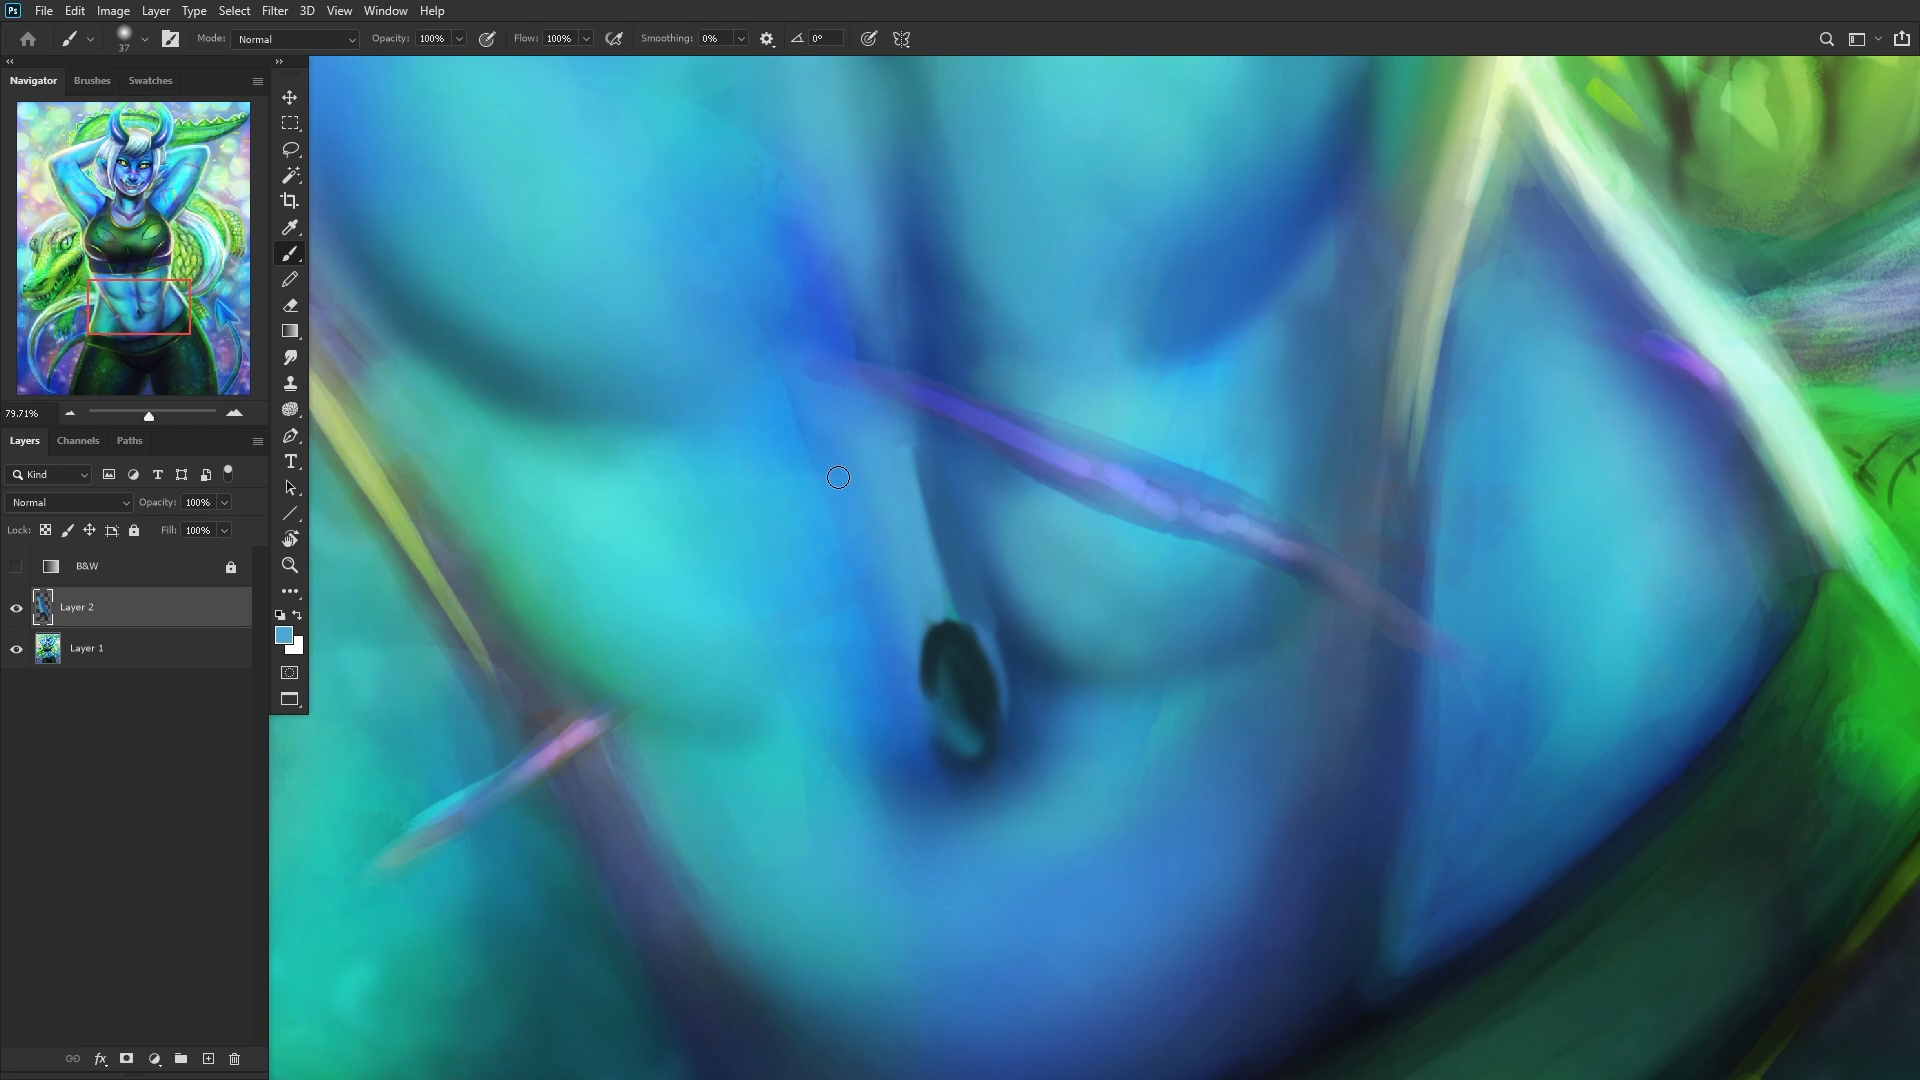 Ps File Edit Image Layer Type Select Filter 3D View Window Help
37 Mode: Normal Opacity: 100% Flow: 100% Smoothing: 0% 0°
Navigator Brushes Swatches
79.71%
Layers Channels Paths
Kind
Normal Opacity: 100%
Lock: Fill: 100%
B&W
Layer 2
Layer 1